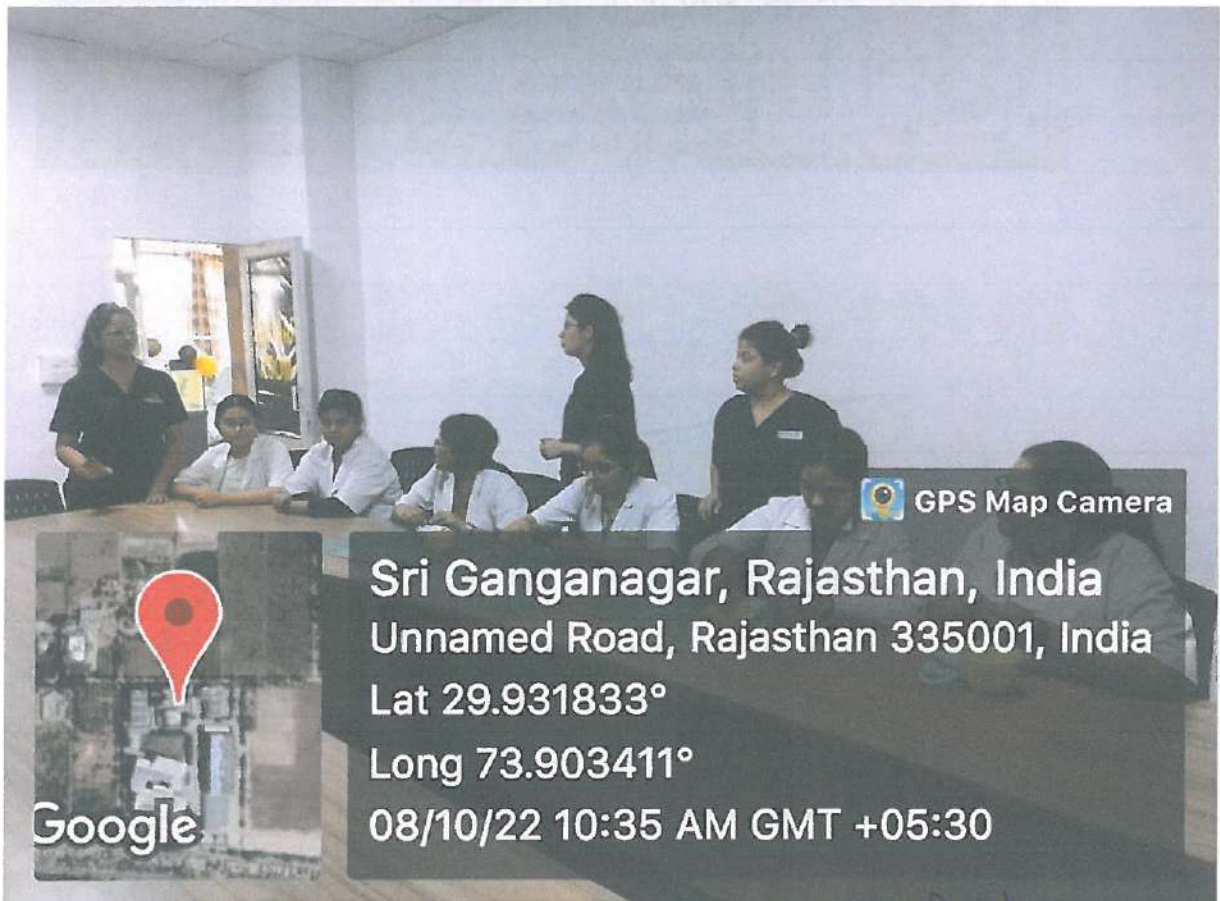 GPS Map Camera
Sri Ganganagar, Rajasthan, India
Unnamed Road, Rajasthan 335001, India
Lat 29.931833°
Long 73.903411°
08/10/22 10:35 AM GMT +05:30
Google